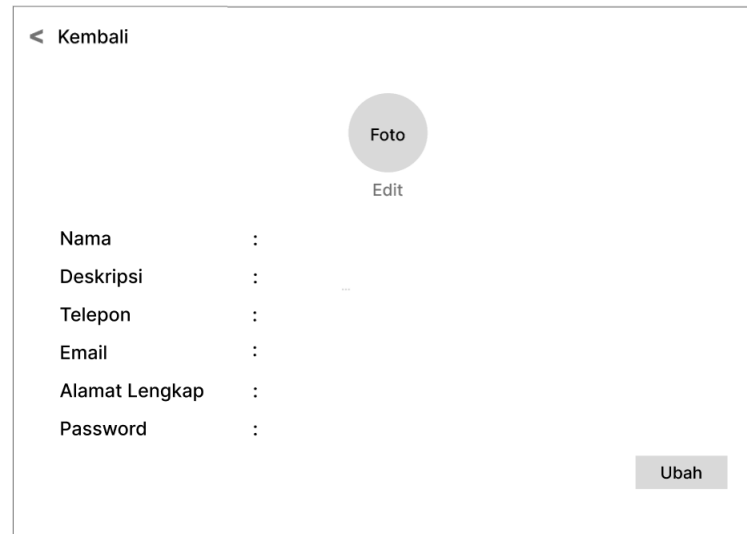 < Kembali
Foto
Edit
Nama :
Deskripsi :
...
Telepon :
Email :
Alamat Lengkap :
Password :
Ubah